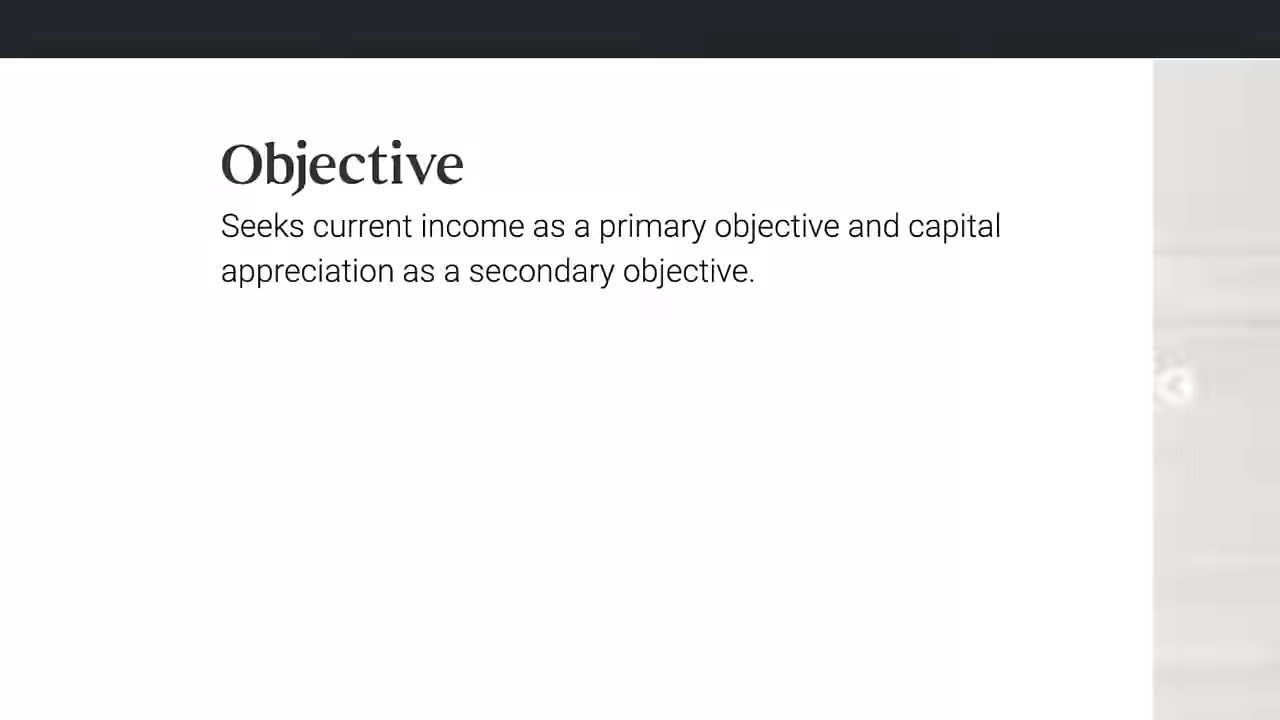 Objective
Seeks current income as a primary objective and capital
appreciation as a secondary objective.